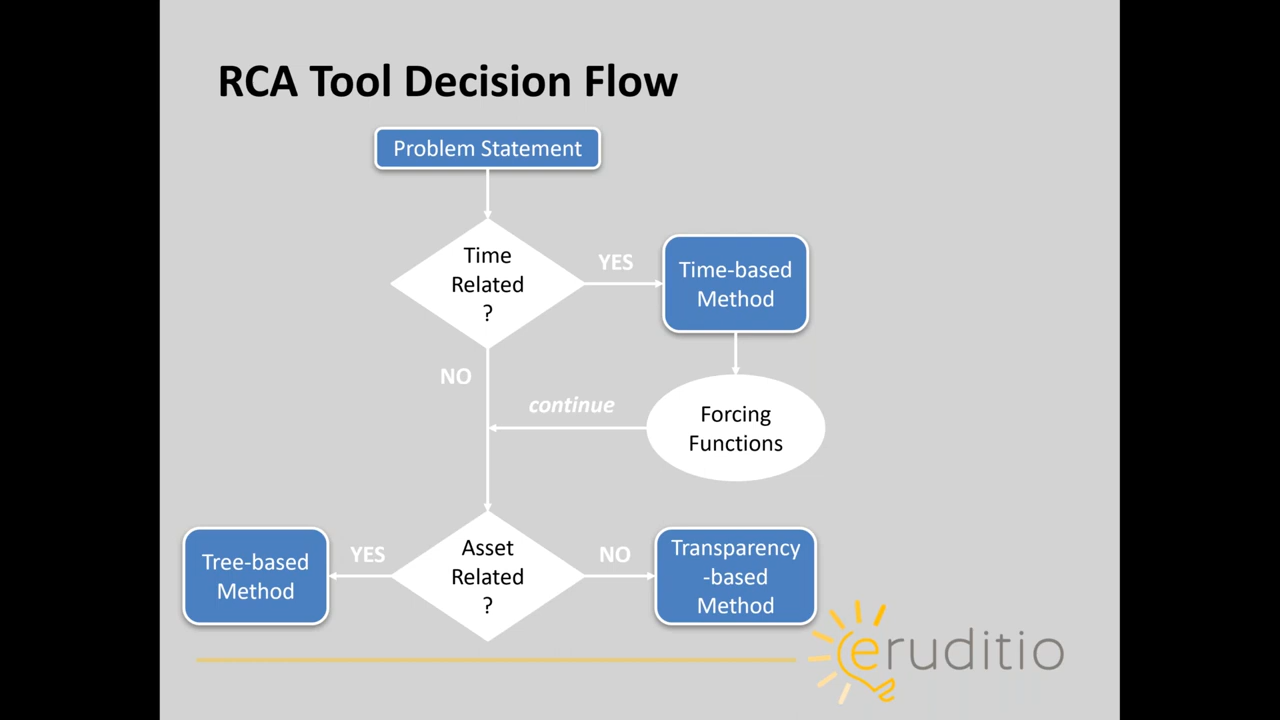 RCA Tool Decision Flow
Problem Statement
Time
Related
?
YES
Time-based
Method
NO
continue
Forcing
Functions
Tree-based
Method
YES
Asset
Related
?
NO
Transparency
-based
Method
eruditio